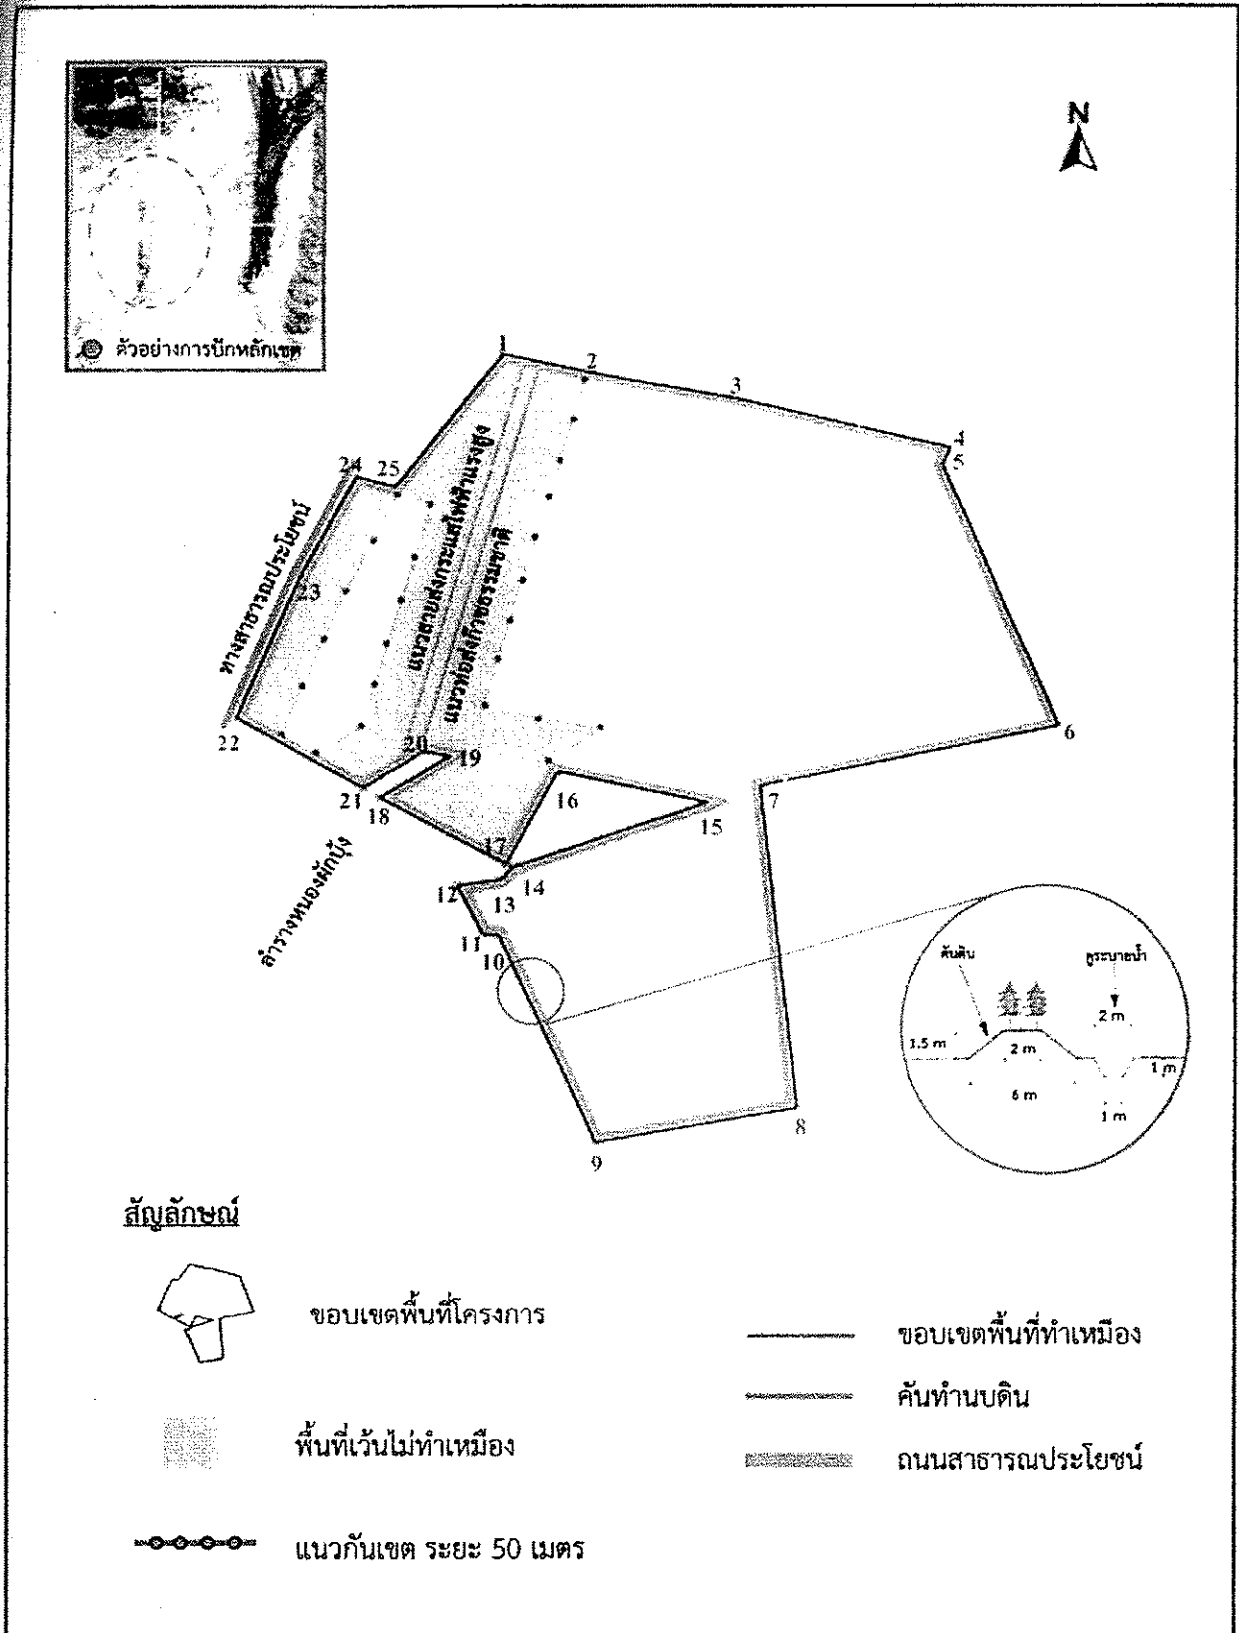 N
ตัวอย่างการปักหลักเขต
1
2
3
4
5
24
25
แนวสายส่งกระแสไฟฟ้าแรงสูง
แนวท่อส่งก๊าซธรรมชาติ
ทางสาธารณประโยชน์
23
22
20
19
6
21
18
16
7
15
17
14
12
13
11
10
ลำรางหนองผักบุ้ง
คันดิน
คูระบายน้ำ
2 m
1.5 m
2 m
1 m
6 m
1 m
8
9
สัญลักษณ์
ขอบเขตพื้นที่โครงการ
ขอบเขตพื้นที่ทำเหมือง
คันทำนบดิน
พื้นที่เว้นไม่ทำเหมือง
ถนนสาธารณประโยชน์
แนวกันเขต ระยะ 50 เมตร